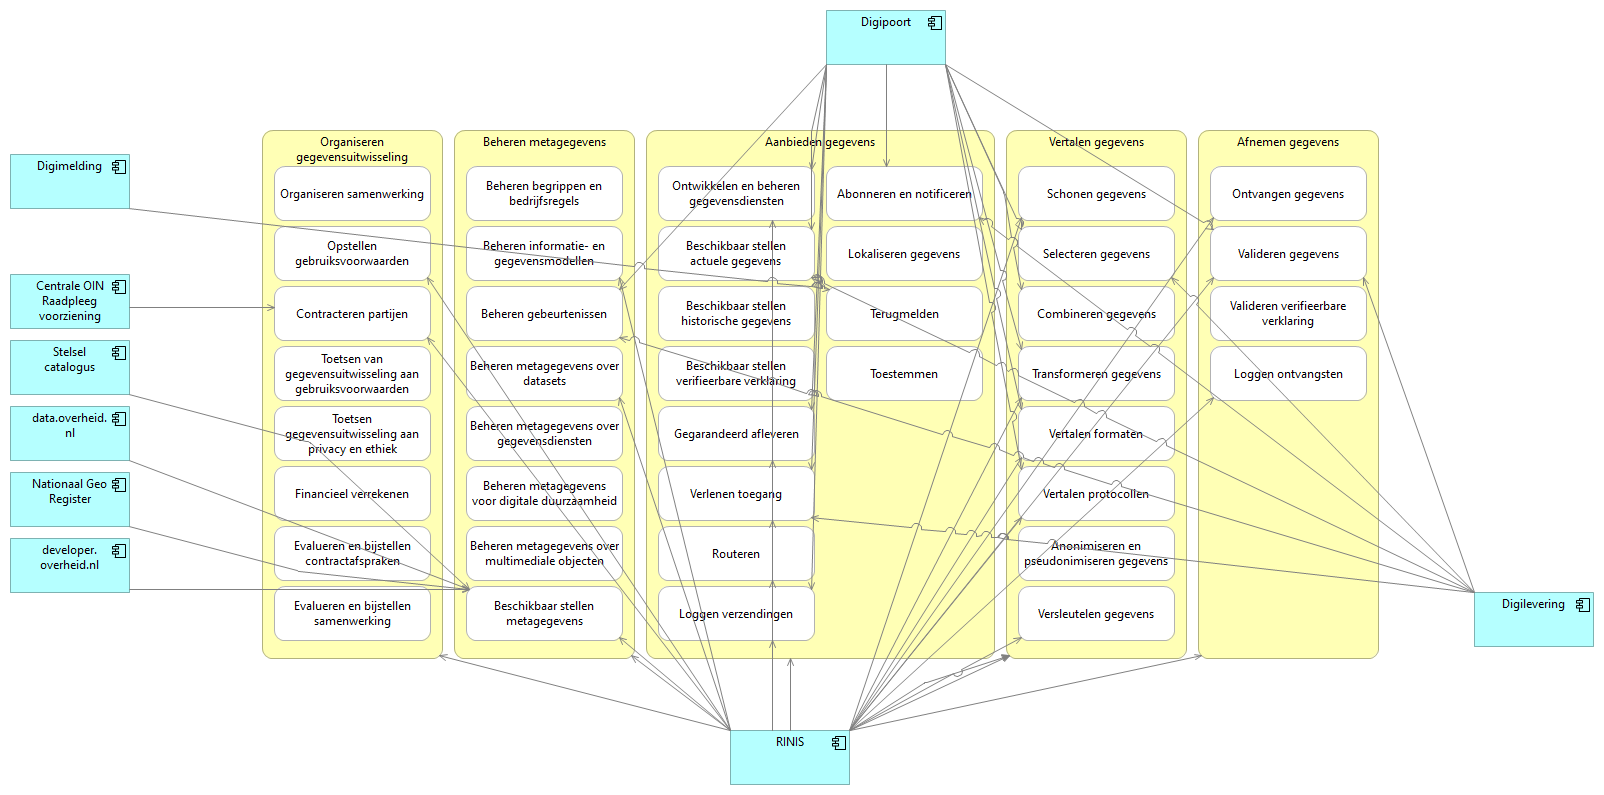 Digipoort
Digimelding
Centrale OIN
Raadpleeg
voorziening
Stelsel
catalogus
data.overheid.
nl
Nationaal Geo
Register
developer.
overheid.nl
Organiseren
gegevensuitwisseling
Organiseren samenwerking
Opstellen
gebruiksvoorwaarden
Contracteren partijen
Toetsen van
gegevensuitwisseling aan
gebruiksvoorwaarden
Toetsen
gegevensuitwisseling aan
privacy en ethiek
Financieel verrekenen
Evalueren en bijstellen
contractafspraken
Evalueren en bijstellen
samenwerking
Beheren metagegevens
Beheren begrippen en
bedrijfsregels
Beheren informatie- en
gegevensmodellen
Beheren gebeurtenissen
Beheren metagegevens over
datasets
Beheren metagegevens over
gegevensdiensten
Beheren metagegevens
voor digitale duurzaamheid
Beheren metagegevens over
multimediale objecten
Beschikbaar stellen
metagegevens
Aanbieden gegevens
Ontwikkelen en beheren
gegevensdiensten
Beschikbaar stellen
actuele gegevens
Beschikbaar stellen
historische gegevens
Beschikbaar stellen
verifieerbare verklaring
Gegarandeerd afleveren
Verlenen toegang
Routeren
Loggen verzendingen
Abonneren en notificeren
Lokaliseren gegevens
Terugmelden
Toestemmen
Vertalen gegevens
Schonen gegevens
Selecteren gegevens
Combineren gegevens
Transformeren gegevens
Vertalen formaten
Vertalen protocollen
Anonimiseren en
pseudonimiseren gegevens
Versleutelen gegevens
Afnemen gegevens
Ontvangen gegevens
Valideren gegevens
Valideren verifieerbare
verklaring
Loggen ontvangsten
Digilevering
RINIS